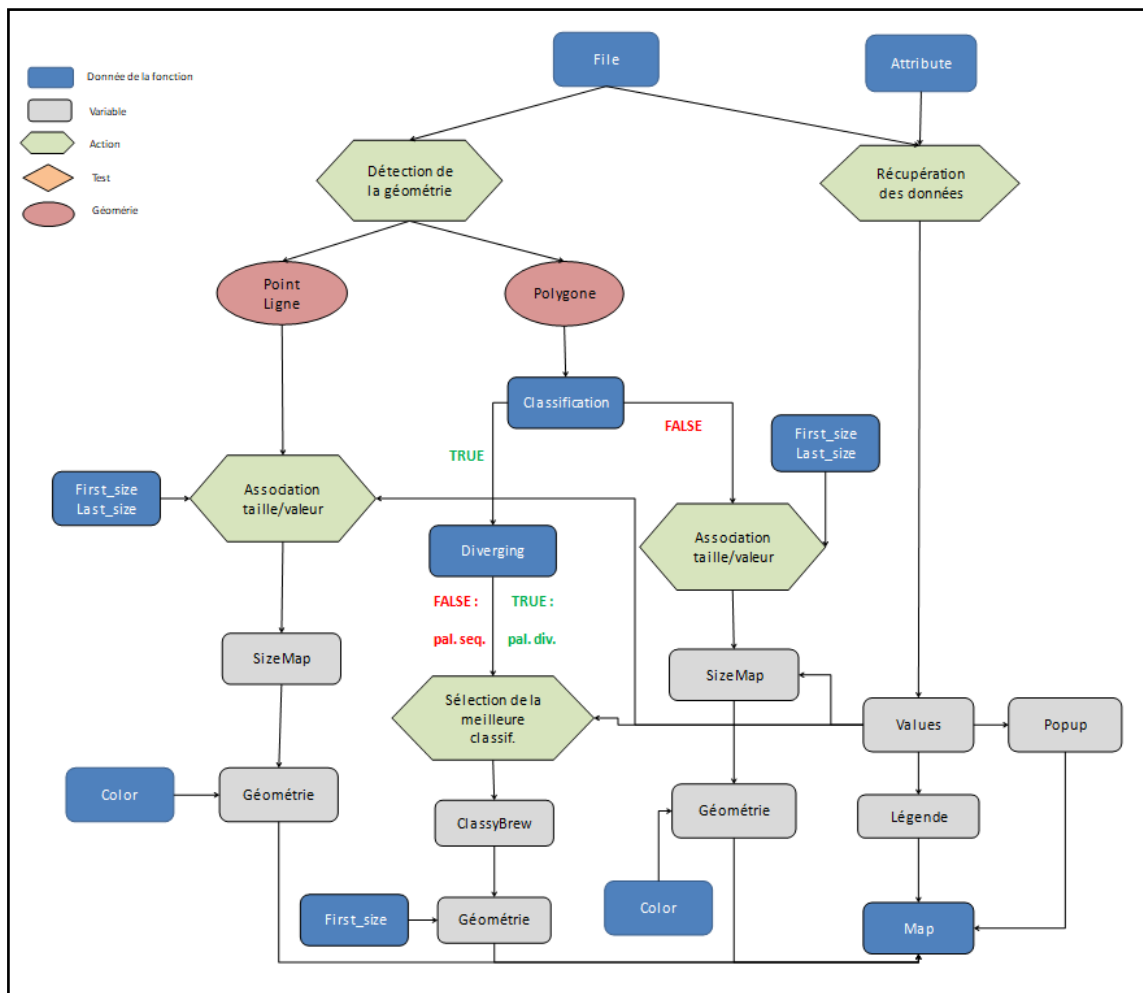 File
Attribute
Donnée de la fonction
Variable
Action
Test
Géomérie
Détection de
la géométrie
Récupération
des données
Point
Ligne
Polygone
Classification
TRUE
FALSE
First_size
Last_size
First_size
Last_size
Association
taille/valeur
Diverging
Association
taille/valeur
FALSE :
TRUE :
pal. seq.
pal. div.
SizeMap
SizeMap
Sélection de la
meilleure
classif.
Values
Popup
Color
Géométrie
ClassyBrew
Géométrie
Légende
First_size
Géométrie
Color
Map